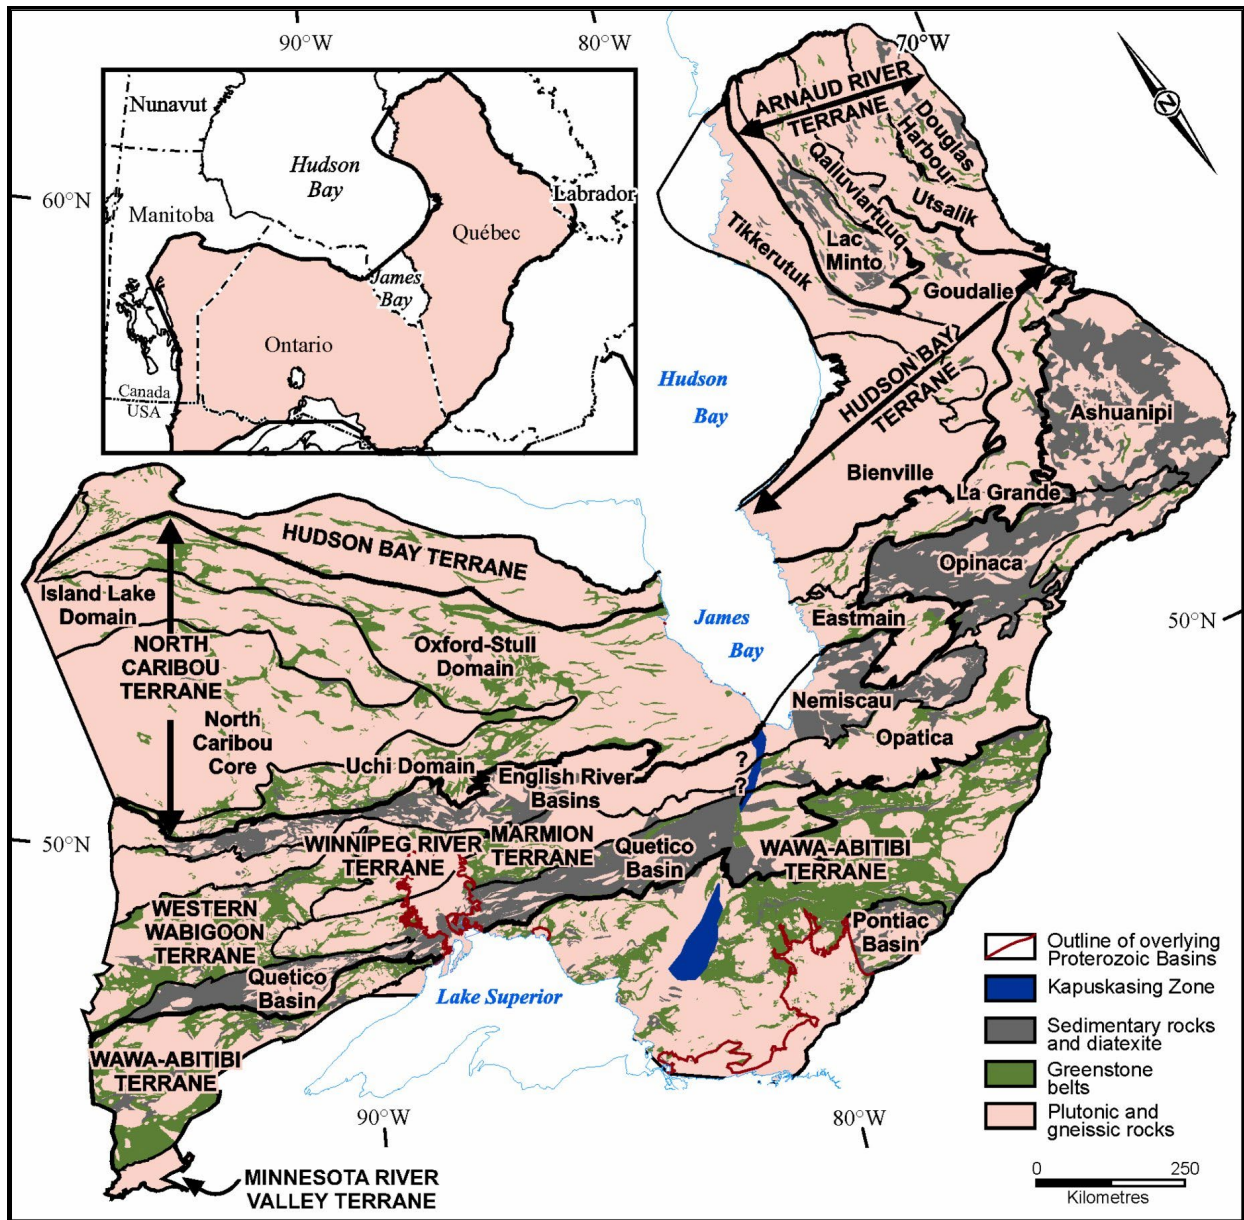 90°W
80°W
70°W
60°N
Nunavut
Hudson
Bay
Labrador
Manitoba
Québec
James
Bay
Ontario
Canada
USA
N
ARNAUD RIVER
TERRANE
Douglas
Harbour
Qalluviartuuq
Utsalik
Lac
Minto
Tikkerutuk
Goudalie
HUDSON BAY
TERRANE
Hudson
Bay
Ashuanipi
Bienville
La Grande
Opinaca
Eastmain
50°N
HUDSON BAY TERRANE
Island Lake
Domain
NORTH
CARIBOU
TERRANE
Oxford-Stull
Domain
James
Bay
North
Caribou
Core
Nemiscau
Opatica
Uchi Domain
English River
Basins
?
?
50°N
WINNIPEG RIVER
TERRANE
MARMION
TERRANE
Quetico
Basin
WAWA-ABITIBI
TERRANE
WESTERN
WABIGOON
TERRANE
Pontiac
Basin
Quetico
Basin
Lake Superior
WAWA-ABITIBI
TERRANE
90°W
80°W
MINNESOTA RIVER
VALLEY TERRANE
Outline of overlying
Proterozoic Basins
Kapuskasing Zone
Sedimentary rocks
and diatexite
Greenstone
belts
Plutonic and
gneissic rocks
0 250
Kilometres